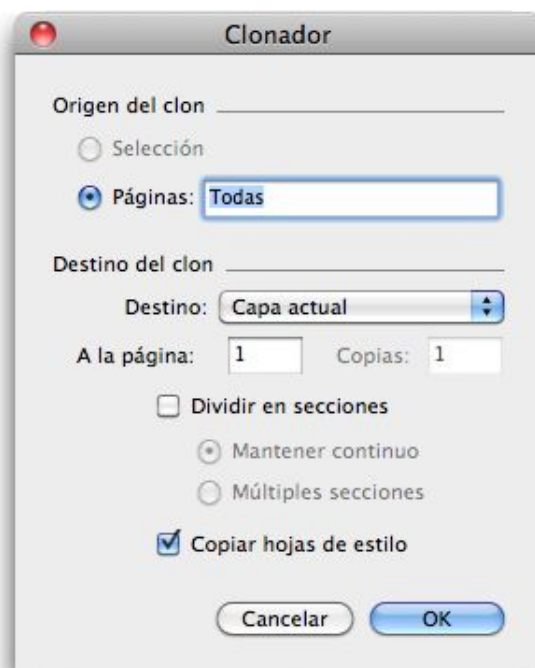 Clonador
Origen del clon
Selección
Páginas: Todas
Destino del clon
Destino: Capa actual
A la página: 1 Copias: 1
Dividir en secciones
Mantener continuo
Múltiples secciones
Copiar hojas de estilo
Cancelar OK